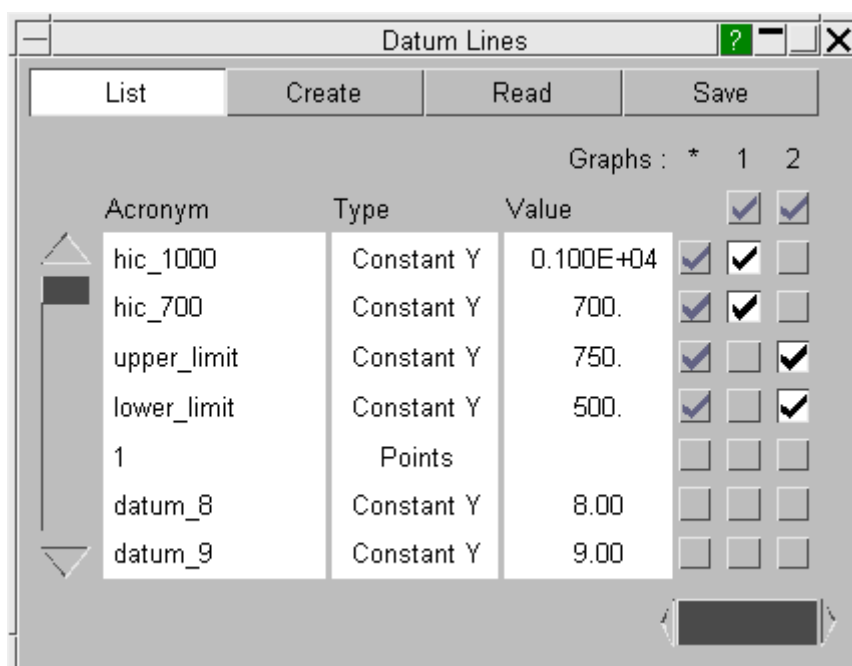 Datum Lines ?
List Create Read Save
Graphs : * 1 2
Acronym Type Value
hic_1000 Constant Y 0.100E+04
hic_700 Constant Y 700.
upper_limit Constant Y 750.
lower_limit Constant Y 500.
1 Points
datum_8 Constant Y 8.00
datum_9 Constant Y 9.00